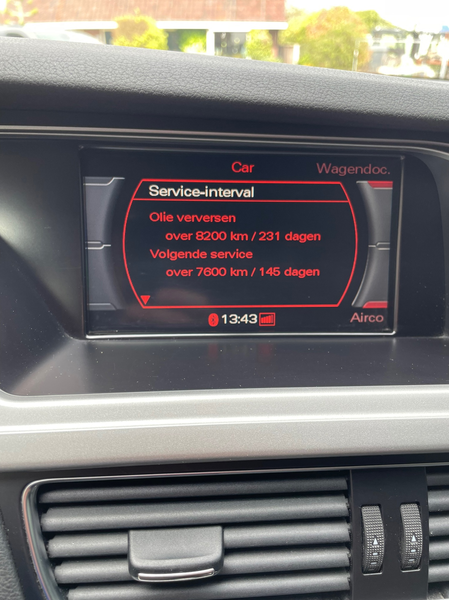 Car
Wagendoc.
Service-interval
Olie verversen
over 8200 km / 231 dagen
Volgende service
over 7600 km / 145 dagen
13:43
Airco